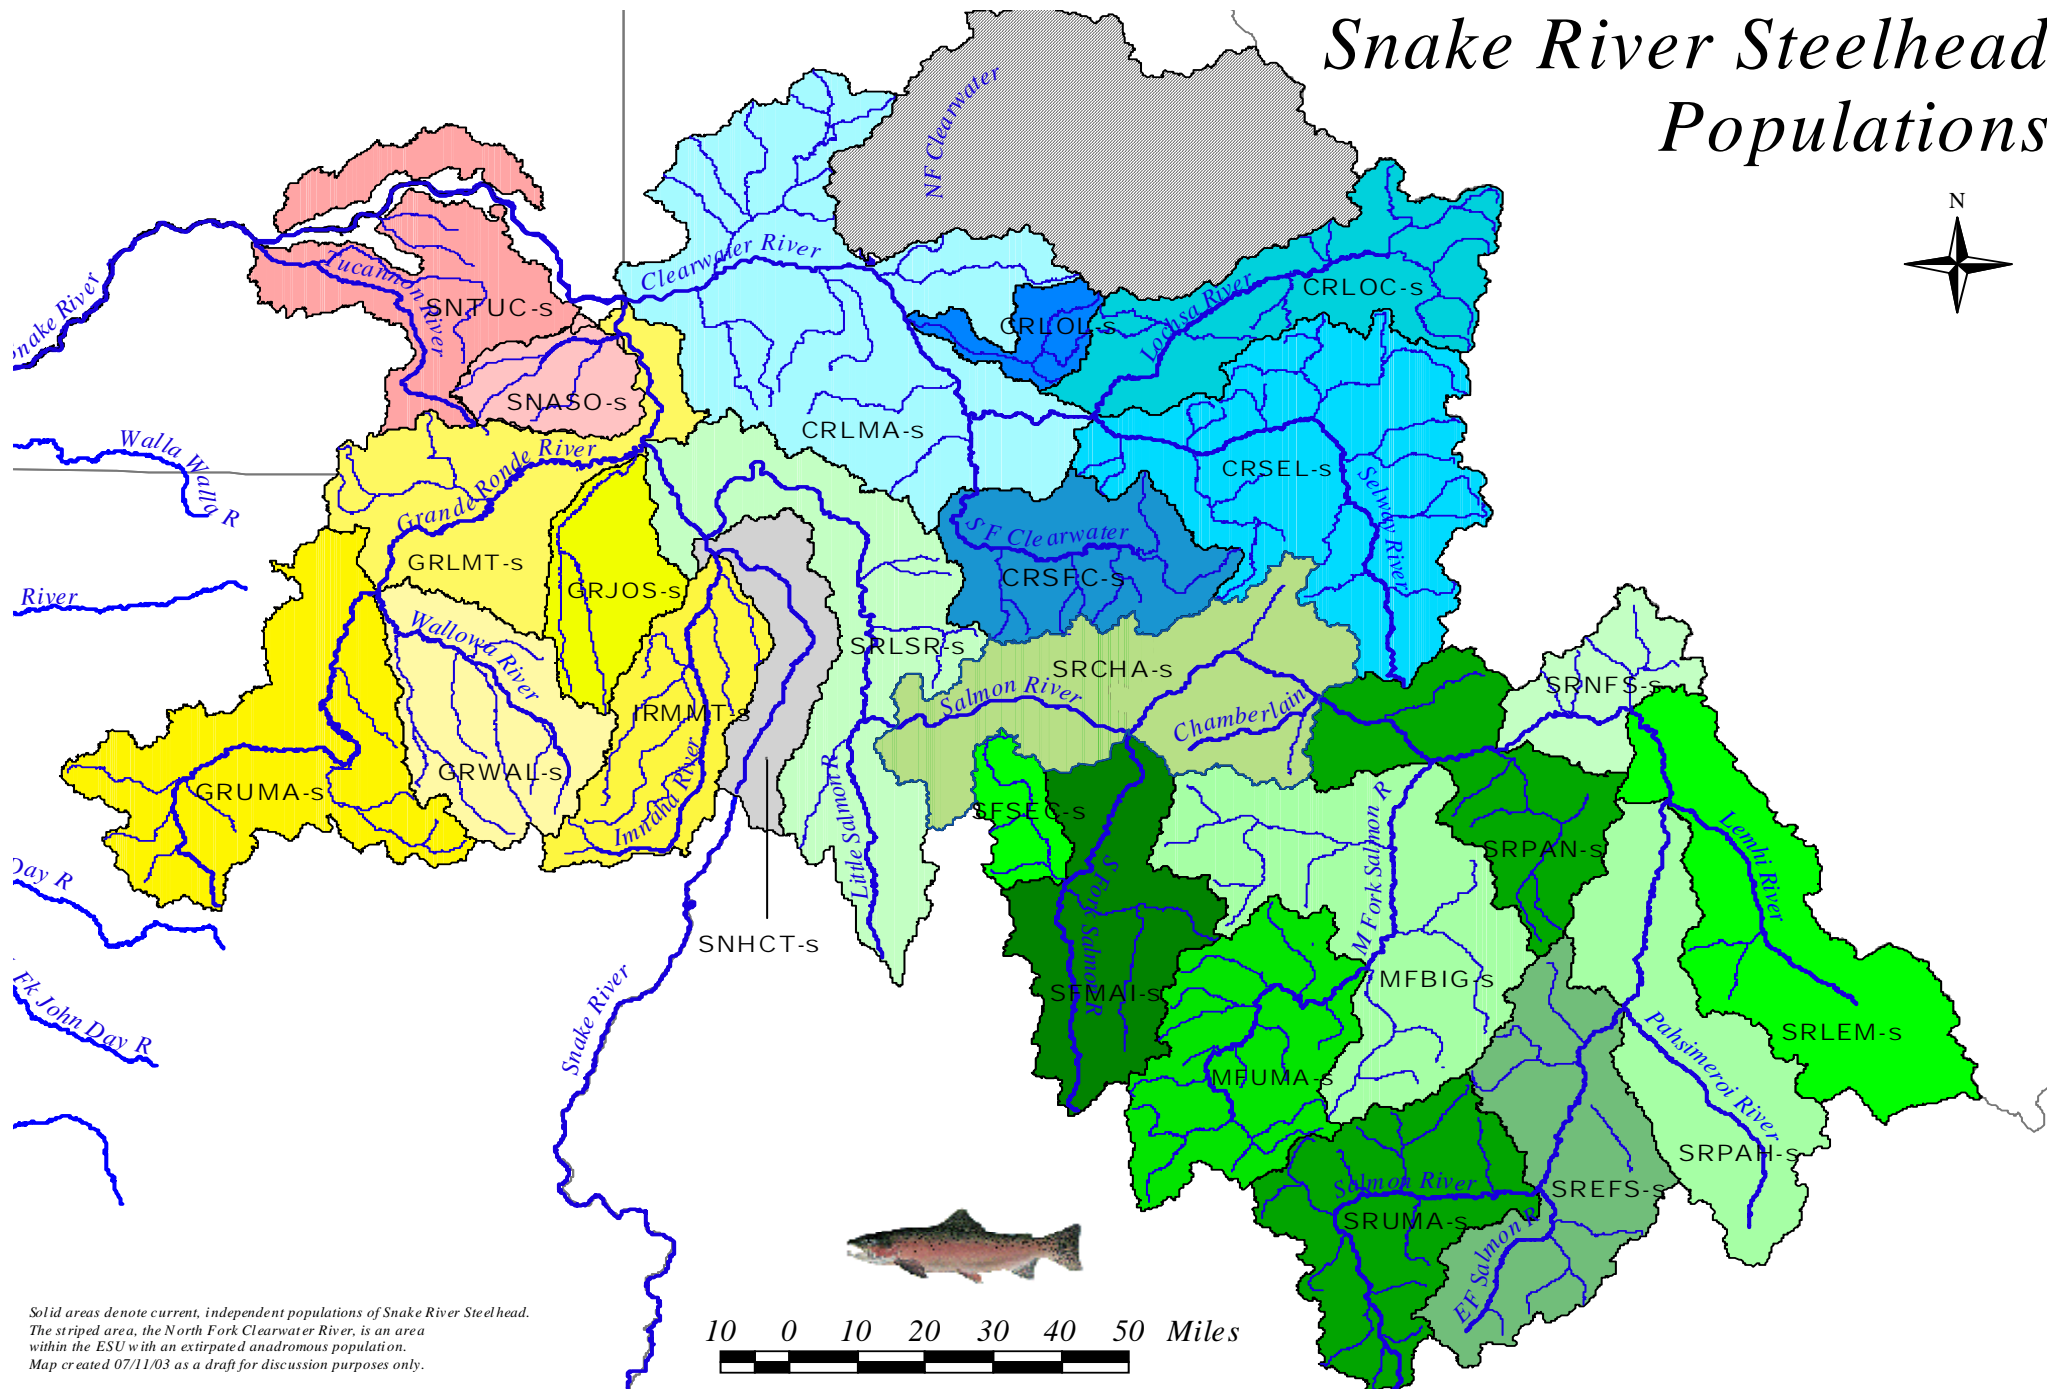 Snake River Steelhead
Populations
N
NF Clearwater
Clearwater River
Snake River
Tucannon River
SNTUC-s
CRLOC-s
CRLOL-s
Lochsa River
SNASO-s
CRLMA-s
Walla Walla R
Grande Ronde River
CRSEL-s
Selway River
S F Clearwater
CRSFC-s
GRLMT-s
GRJOS-s
River
Wallowa River
SRLSR-s
SRCHA-s
SRNFS-s
Salmon River
Chamberlain
IRMMT-s
GRWAL-s
GRUMA-s
Imnaha River
Little Salmon R
SFSEC-s
M Fork Salmon R
SRPAN-s
Lemhi River
Day R
S Fork Salmon R
SNHCT-s
SFMAI-s
MFBIG-s
Fk John Day R
Snake River
SRLEM-s
Pahsimeroi River
MFUMA-s
SRPAH-s
Salmon River
SREFS-s
SRUMA-s
EF Salmon R
Solid areas denote current, independent populations of Snake River Steelhead.
The striped area, the North Fork Clearwater River, is an area
within the ESU with an extirpated anadromous population.
Map created 07/11/03 as a draft for discussion purposes only.
10 0 10 20 30 40 50 Miles